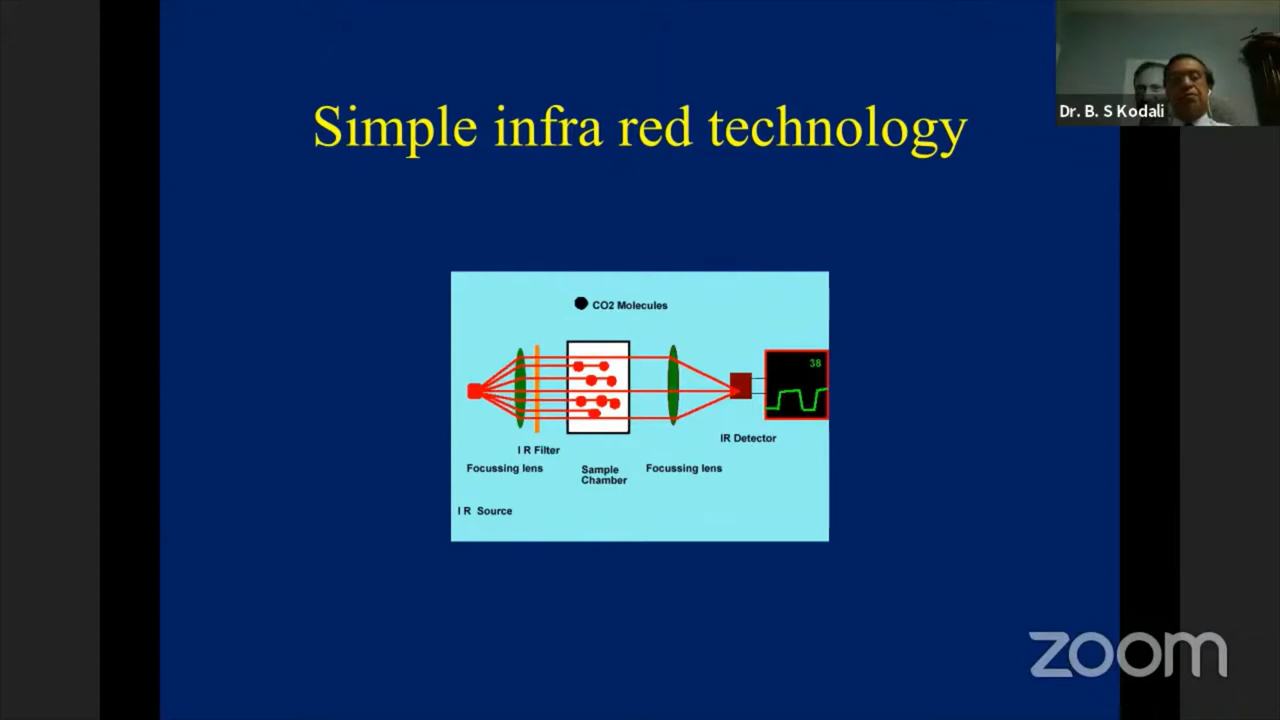 Simple infra red technology
Dr. B. S Kodali
CO2 Molecules
38
IR Detector
I R Filter
Focussing lens
Sample
Chamber
Focussing lens
I R Source
zoom